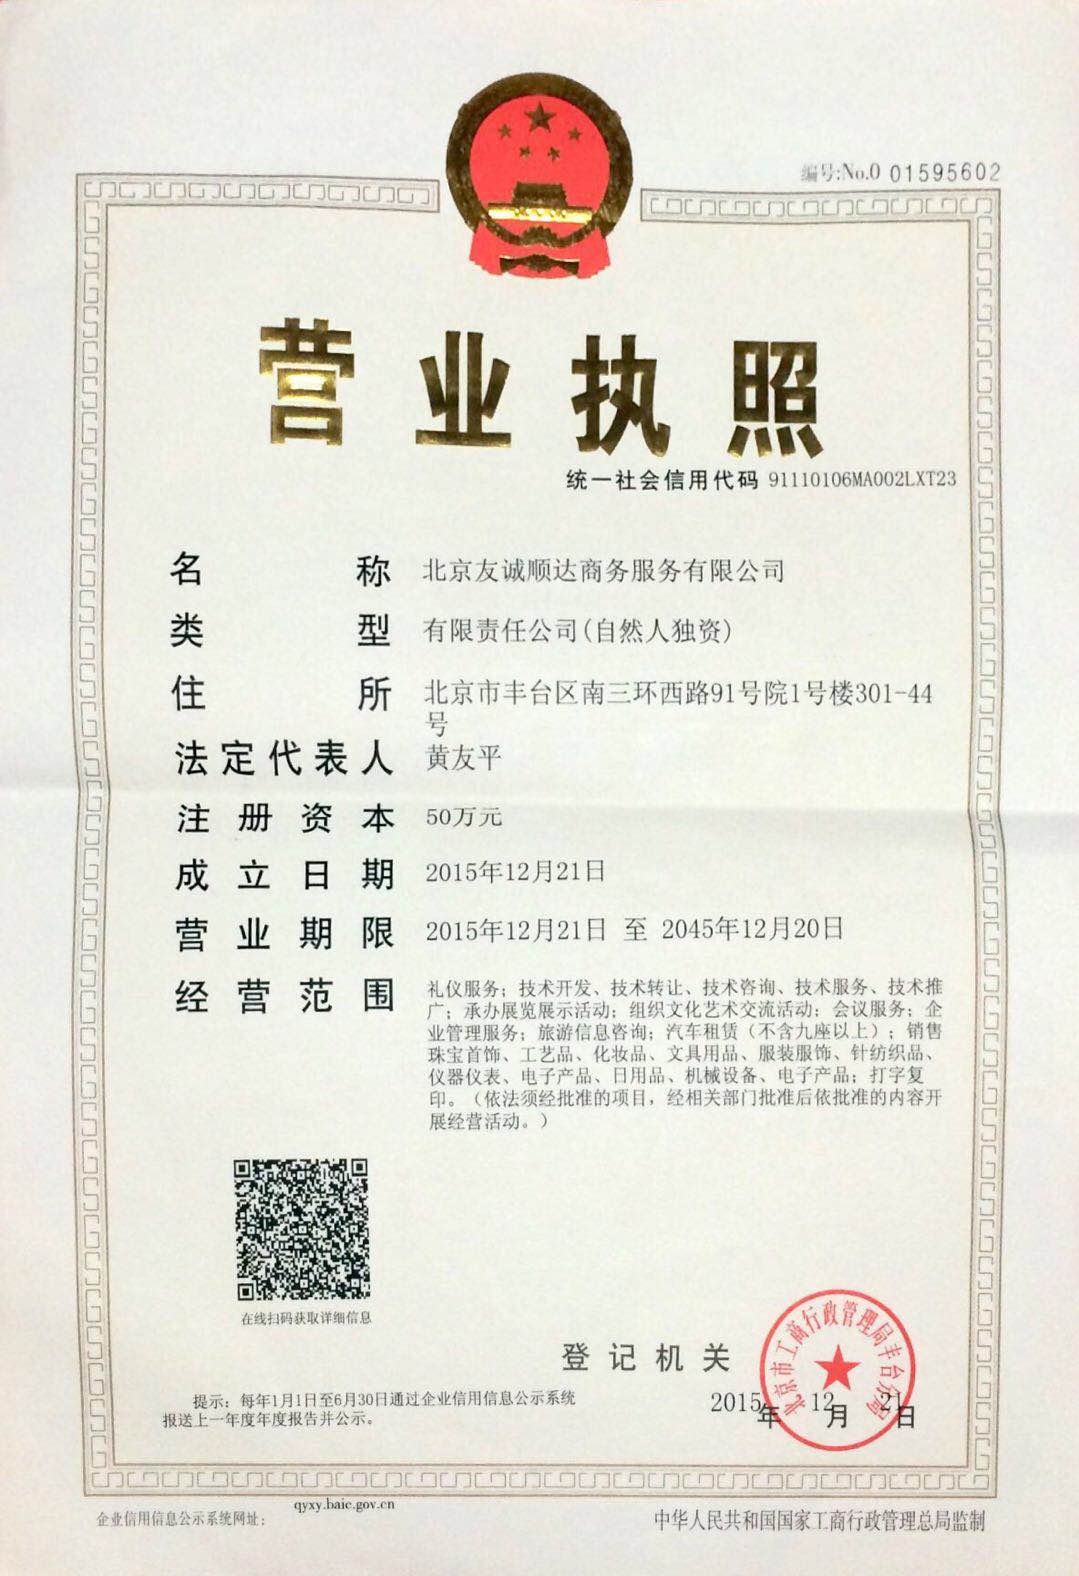 编号:No.0 01595602
营业执照
统一社会信用代码 91110106MA002LXT23
名称 北京友诚顺达商务服务有限公司
类型 有限责任公司(自然人独资)
住所 北京市丰台区南三环西路91号院1号楼301-44
号
法定代表人 黄友平
注册资本 50万元
成立日期 2015年12月21日
营业期限 2015年12月21日 至 2045年12月20日
经营范围 礼仪服务；技术开发、技术转让、技术咨询、技术服务、技术推
广；承办展览展示活动；组织文化艺术交流活动；会议服务；企
业管理服务；旅游信息咨询；汽车租赁（不含九座以上）；销售
珠宝首饰、工艺品、化妆品、文具用品、服装服饰、针纺织品、
仪器仪表、电子产品、日用品、机械设备、电子产品；打字复
印。（依法须经批准的项目，经相关部门批准后依批准的内容开
展经营活动。）
在线扫码获取详细信息
登记机关
北京市工商行政管理局丰台分局
2015年12月21日
提示：每年1月1日至6月30日通过企业信用信息公示系统
报送上一年度年度报告并公示。
企业信用信息公示系统网址： qyxy.baic.gov.cn
中华人民共和国国家工商行政管理总局监制